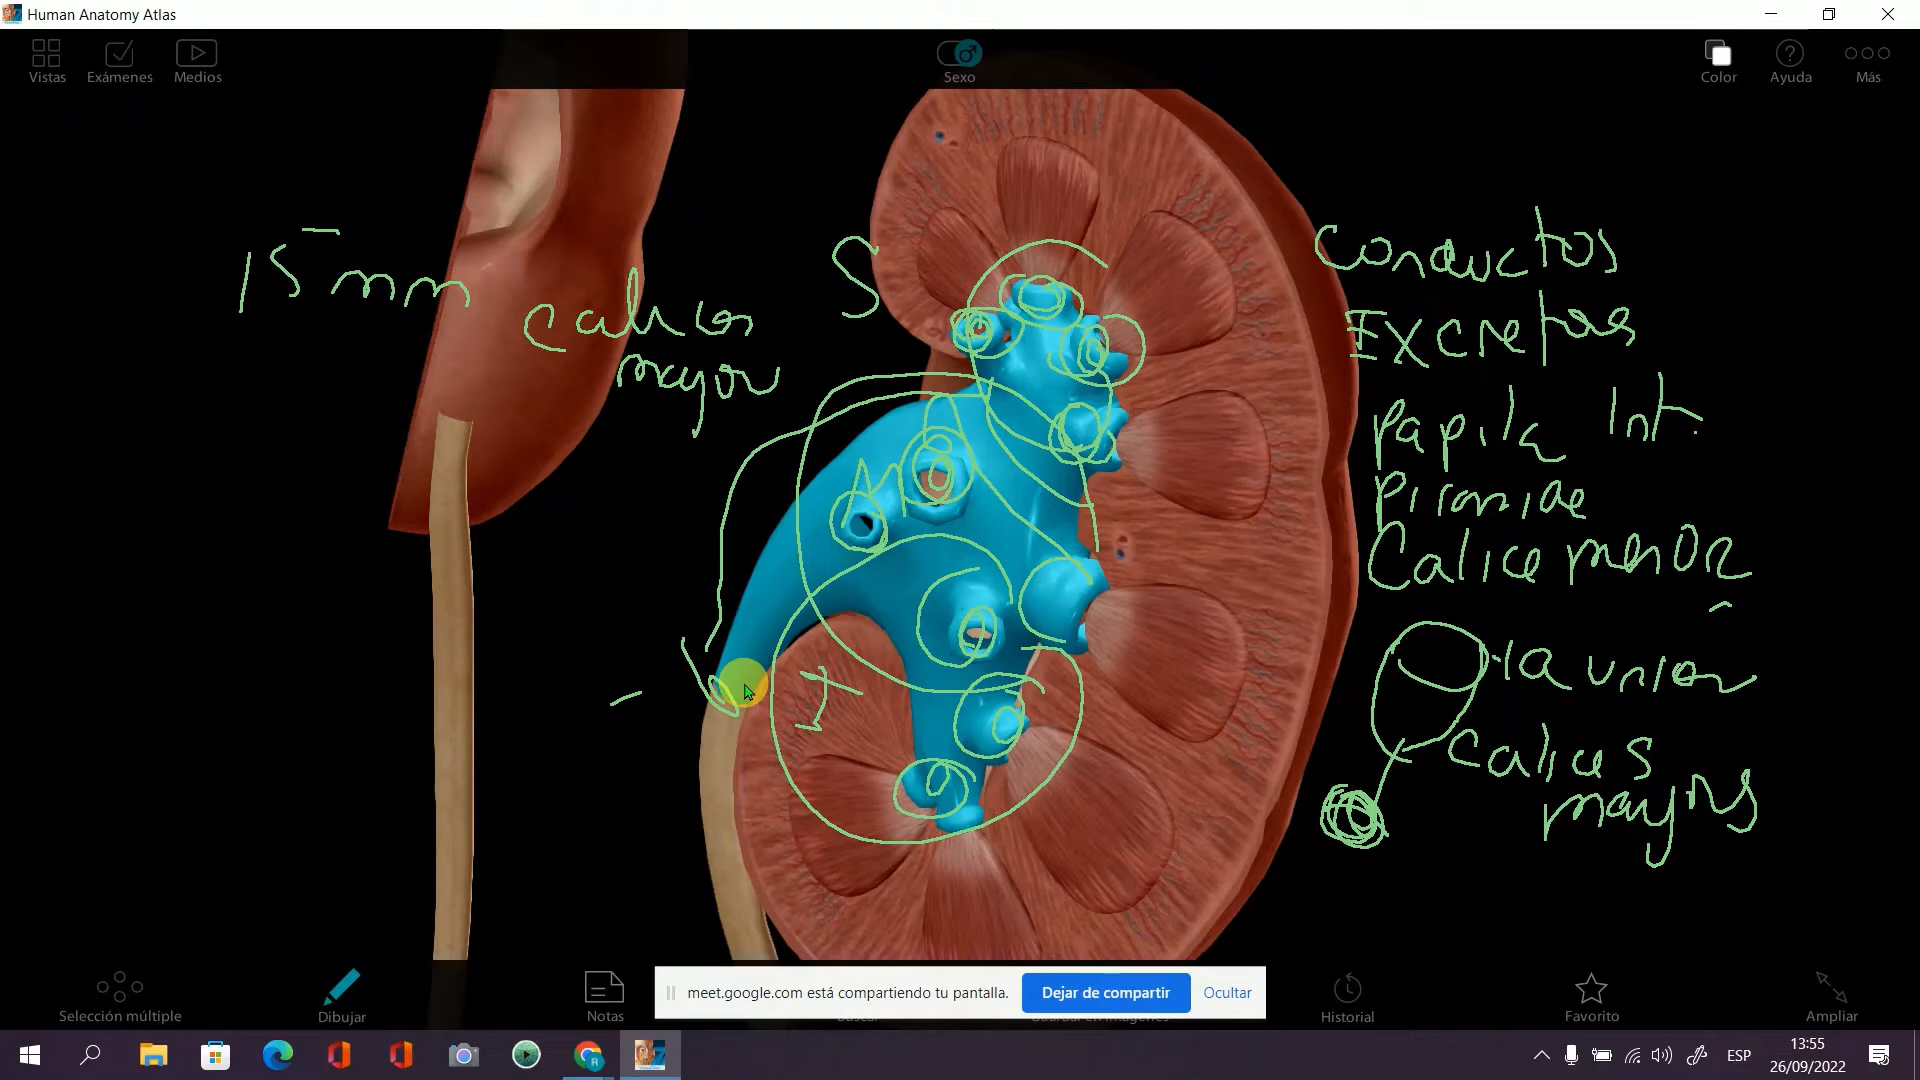 Human Anatomy Atlas
Vistas
Exámenes
Medios
Sexo
Color
Ayuda
Más
15 mm
calices
mayor
S
Conductos
Excretores
papila Int.
piramide
Calice menor
la union
Calices
mayores
Selección múltiple
Dibujar
Notas
meet.google.com está compartiendo tu pantalla.
Dejar de compartir
Ocultar
Historial
Favorito
Ampliar
ESP
13:55
26/09/2022